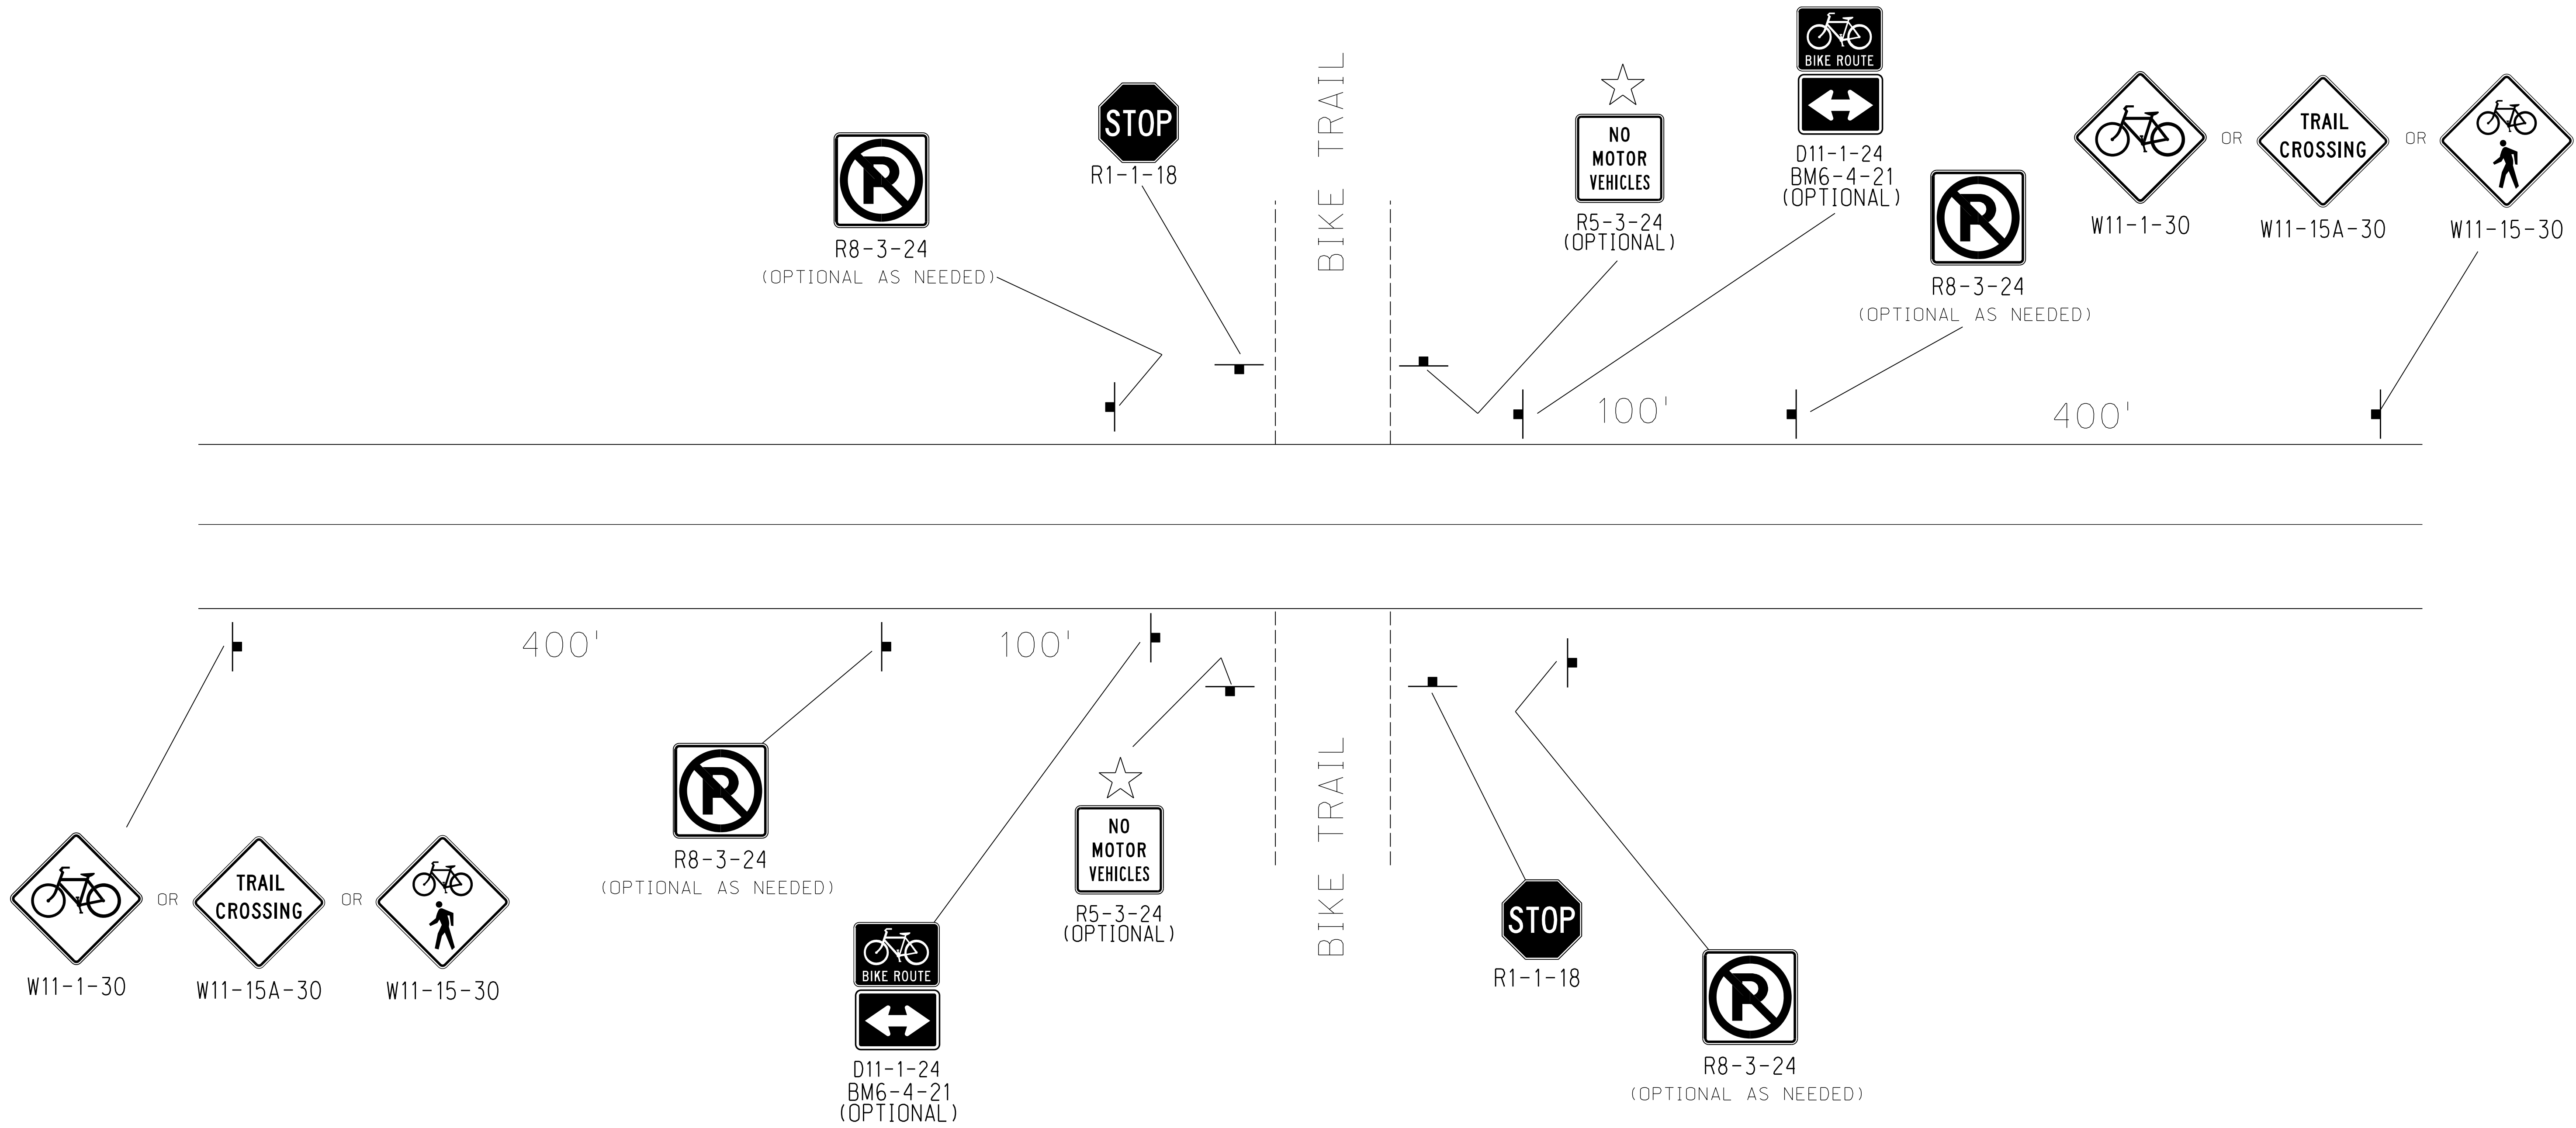 BIKE ROUTE
D11-1-24
BM6-4-21
(OPTIONAL)
STOP
R1-1-18
BIKE TRAIL
NO
MOTOR
VEHICLES
R5-3-24
(OPTIONAL)
R8-3-24
(OPTIONAL AS NEEDED)
R8-3-24
(OPTIONAL AS NEEDED)
OR
TRAIL
CROSSING
OR
W11-1-30
W11-15A-30
W11-15-30
100'
400'
400'
100'
R8-3-24
(OPTIONAL AS NEEDED)
OR
TRAIL
CROSSING
OR
W11-1-30
W11-15A-30
W11-15-30
BIKE ROUTE
D11-1-24
BM6-4-21
(OPTIONAL)
NO
MOTOR
VEHICLES
R5-3-24
(OPTIONAL)
BIKE TRAIL
STOP
R1-1-18
R8-3-24
(OPTIONAL AS NEEDED)